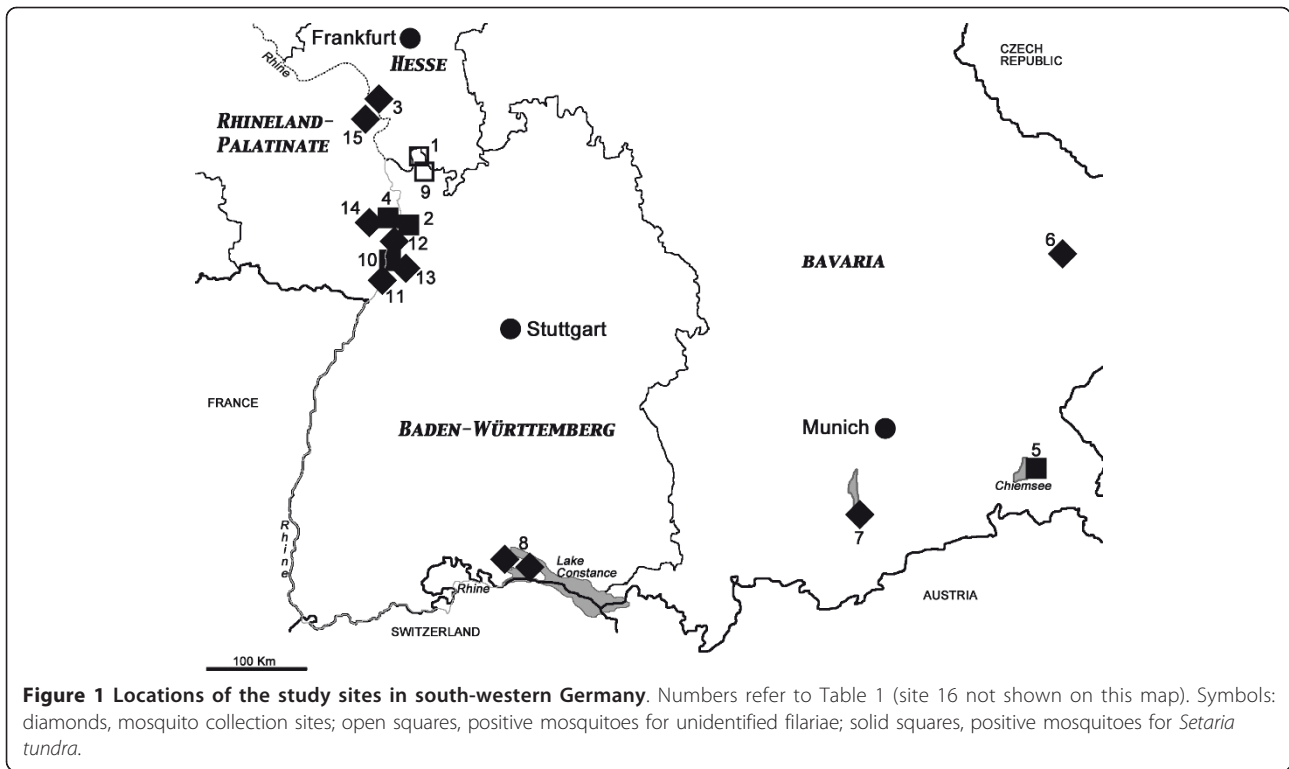 Frankfurt
HESSE
Rhine
CZECH
REPUBLIC
3
RHINELAND-
PALATINATE
15
1
9
4
14
2
12
6
BAVARIA
10
13
11
Stuttgart
FRANCE
BADEN-WÜRTTEMBERG
Munich
5
Chiemsee
7
Rhine
8
Lake
Constance
Rhine
AUSTRIA
SWITZERLAND
100 Km
Figure 1 Locations of the study sites in south-western Germany. Numbers refer to Table 1 (site 16 not shown on this map). Symbols:
diamonds, mosquito collection sites; open squares, positive mosquitoes for unidentified filariae; solid squares, positive mosquitoes for Setaria
tundra.